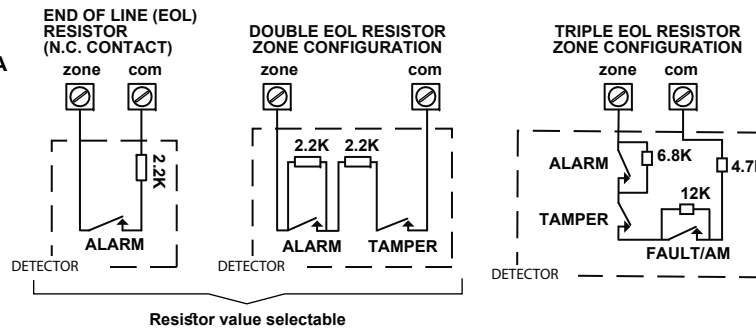 END OF LINE (EOL)
RESISTOR
(N.C. CONTACT)
A
zone com
2.2K
ALARM
DETECTOR
DOUBLE EOL RESISTOR
ZONE CONFIGURATION
zone com
2.2K 2.2K
ALARM TAMPER
DETECTOR
Resistor value selectable
TRIPLE EOL RESISTOR
ZONE CONFIGURATION
zone com
ALARM 6.8K 4.7
TAMPER 12K
FAULT/AM
DETECTOR